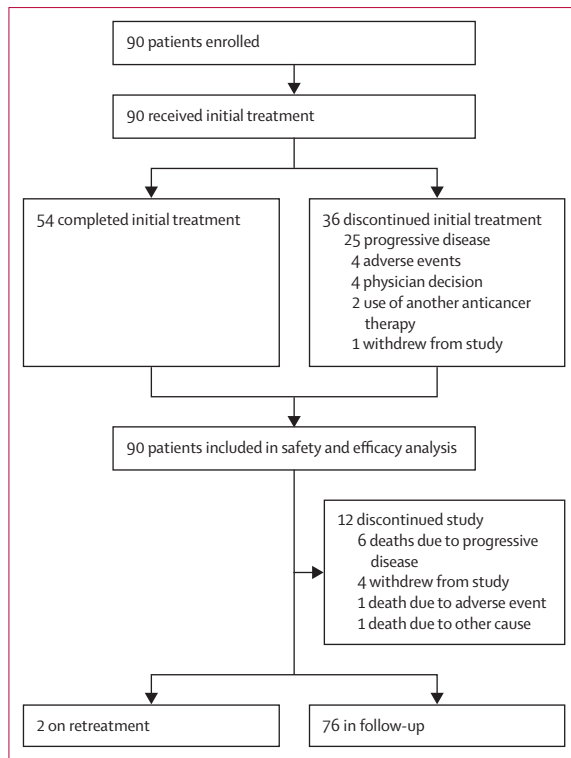 90 patients enrolled
90 received initial treatment
54 completed initial treatment
36 discontinued initial treatment
25 progressive disease
4 adverse events
4 physician decision
2 use of another anticancer
therapy
1 withdrew from study
90 patients included in safety and efficacy analysis
12 discontinued study
6 deaths due to progressive
disease
4 withdrew from study
1 death due to adverse event
1 death due to other cause
2 on retreatment
76 in follow-up